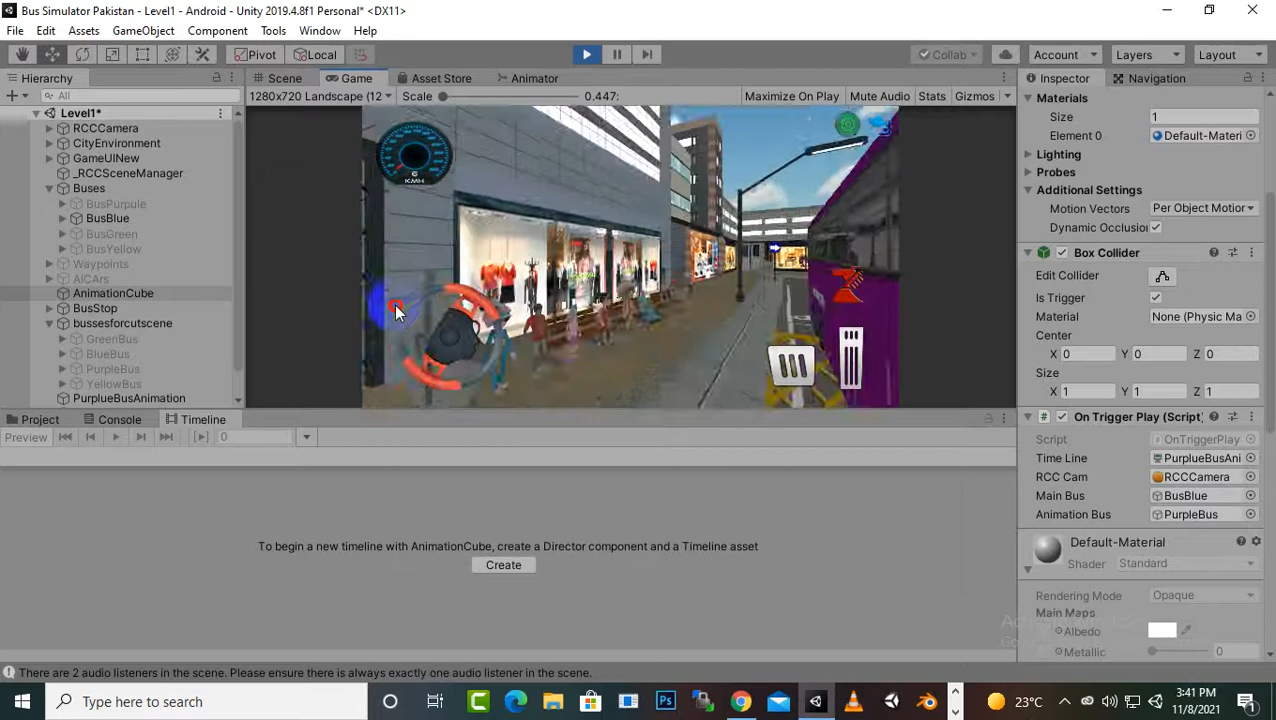 Bus Simulator Pakistan - Level1 - Android - Unity 2019.4.8f1 Personal* <DX11>
File Edit Assets GameObject Component Tools Window Help
Pivot Local Collab Account Layers Layout
Hierarchy Scene Game Asset Store Animator Inspector Navigation
All 1280x720 Landscape (12 Scale 0.447: Maximize On Play Mute Audio Stats Gizmos
Level1*
RCCCamera
CityEnvironment
GameUINew
_RCCSceneManager
Buses
BusPurpule
BusBlue
BusGreen
BusYellow
Waypoints
AICArs
AnimationCube
BusStop
bussesforcutscene
GreenBus
BlueBus
PurpleBus
YellowBus
PurplueBusAnimation
KMH
Materials
Size 1
Element 0 Default-Materi
Lighting
Probes
Additional Settings
Motion Vectors Per Object Motior
Dynamic Occlusior
Box Collider
Edit Collider
Is Trigger
Material None (Physic Ma
Center
X 0 Y 0 Z 0
Size
X 1 Y 1 Z 1
On Trigger Play (Script)
Script OnTriggerPlay
Time Line PurplueBusAni
RCC Cam RCCCamera
Main Bus BusBlue
Animation Bus PurpleBus
Default-Material
Shader Standard
Rendering Mode Opaque
Main Maps
Albedo
Metallic 0
Project Console Timeline
Preview 0
To begin a new timeline with AnimationCube, create a Director component and a Timeline asset
Create
There are 2 audio listeners in the scene. Please ensure there is always exactly one audio listener in the scene.
Type here to search
Ps
23°C
3:41 PM
11/8/2021
1